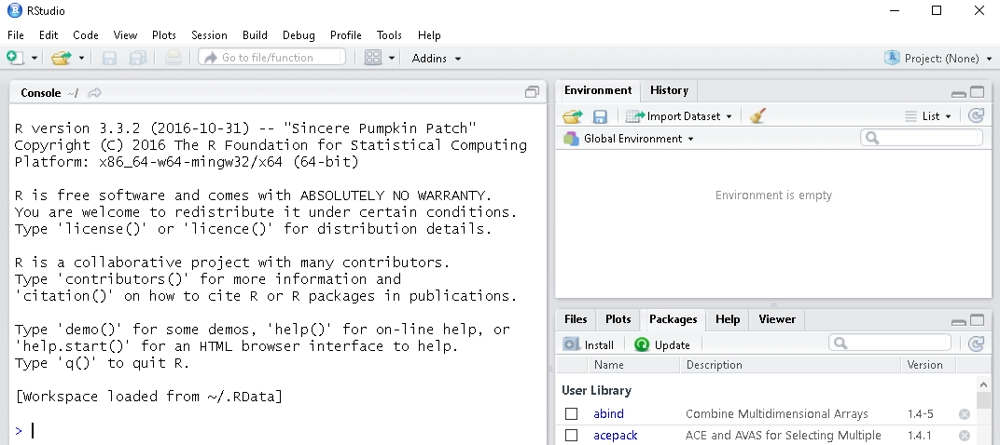 RStudio
File Edit Code View Plots Session Build Debug Profile Tools Help
Go to file/function Addins Project: (None)
Console ~/
R version 3.3.2 (2016-10-31) -- "Sincere Pumpkin Patch"
Copyright (C) 2016 The R Foundation for Statistical Computing
Platform: x86_64-w64-mingw32/x64 (64-bit)
R is free software and comes with ABSOLUTELY NO WARRANTY.
You are welcome to redistribute it under certain conditions.
Type 'license()' or 'licence()' for distribution details.
R is a collaborative project with many contributors.
Type 'contributors()' for more information and
'citation()' on how to cite R or R packages in publications.
Type 'demo()' for some demos, 'help()' for on-line help, or
'help.start()' for an HTML browser interface to help.
Type 'q()' to quit R.
[Workspace loaded from ~/.RData]
>
Environment History
Import Dataset List
Global Environment
Environment is empty
Files Plots Packages Help Viewer
Install Update
Name Description Version
User Library
abind Combine Multidimensional Arrays 1.4-5
acepack ACE and AVAS for Selecting Multiple 1.4.1